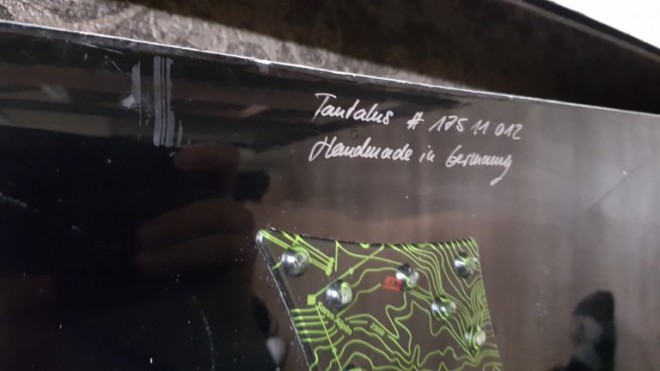 Tantalus # 175 11 012
Handmade in Germany